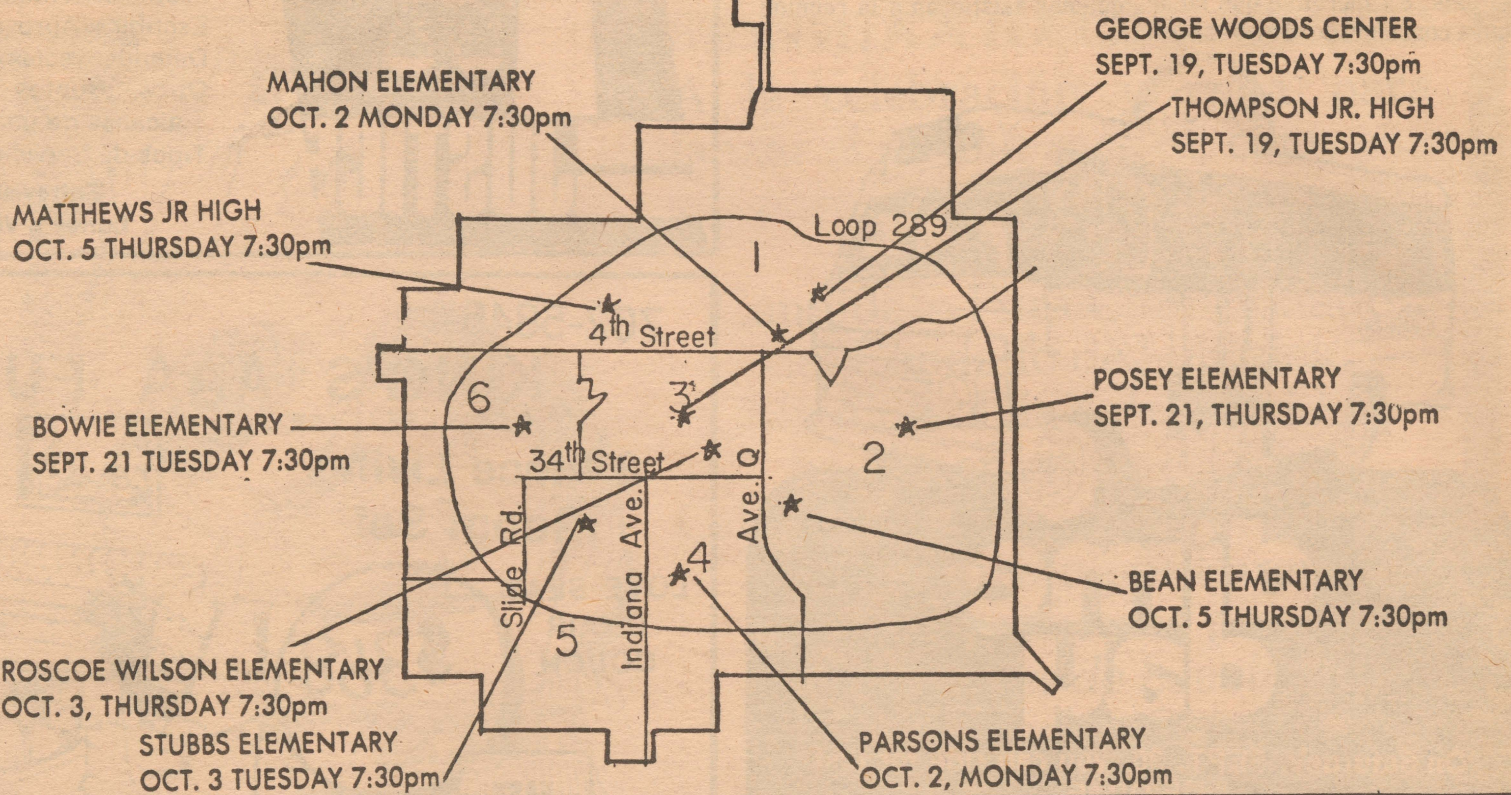 GEORGE WOODS CENTER
SEPT. 19, TUESDAY 7:30pm
MAHON ELEMENTARY
OCT. 2 MONDAY 7:30pm
THOMPSON JR. HIGH
SEPT. 19, TUESDAY 7:30pm
MATTHEWS JR HIGH
OCT. 5 THURSDAY 7:30pm
Loop 289
1
4th Street
6
3
POSEY ELEMENTARY
SEPT. 21, THURSDAY 7:30pm
BOWIE ELEMENTARY
SEPT. 21 TUESDAY 7:30pm
34th Street
2
Slide Rd.
Indiana Ave.
Ave. Q
4
5
BEAN ELEMENTARY
OCT. 5 THURSDAY 7:30pm
ROSCOE WILSON ELEMENTARY
OCT. 3, THURSDAY 7:30pm
STUBBS ELEMENTARY
OCT. 3 TUESDAY 7:30pm
PARSONS ELEMENTARY
OCT. 2, MONDAY 7:30pm